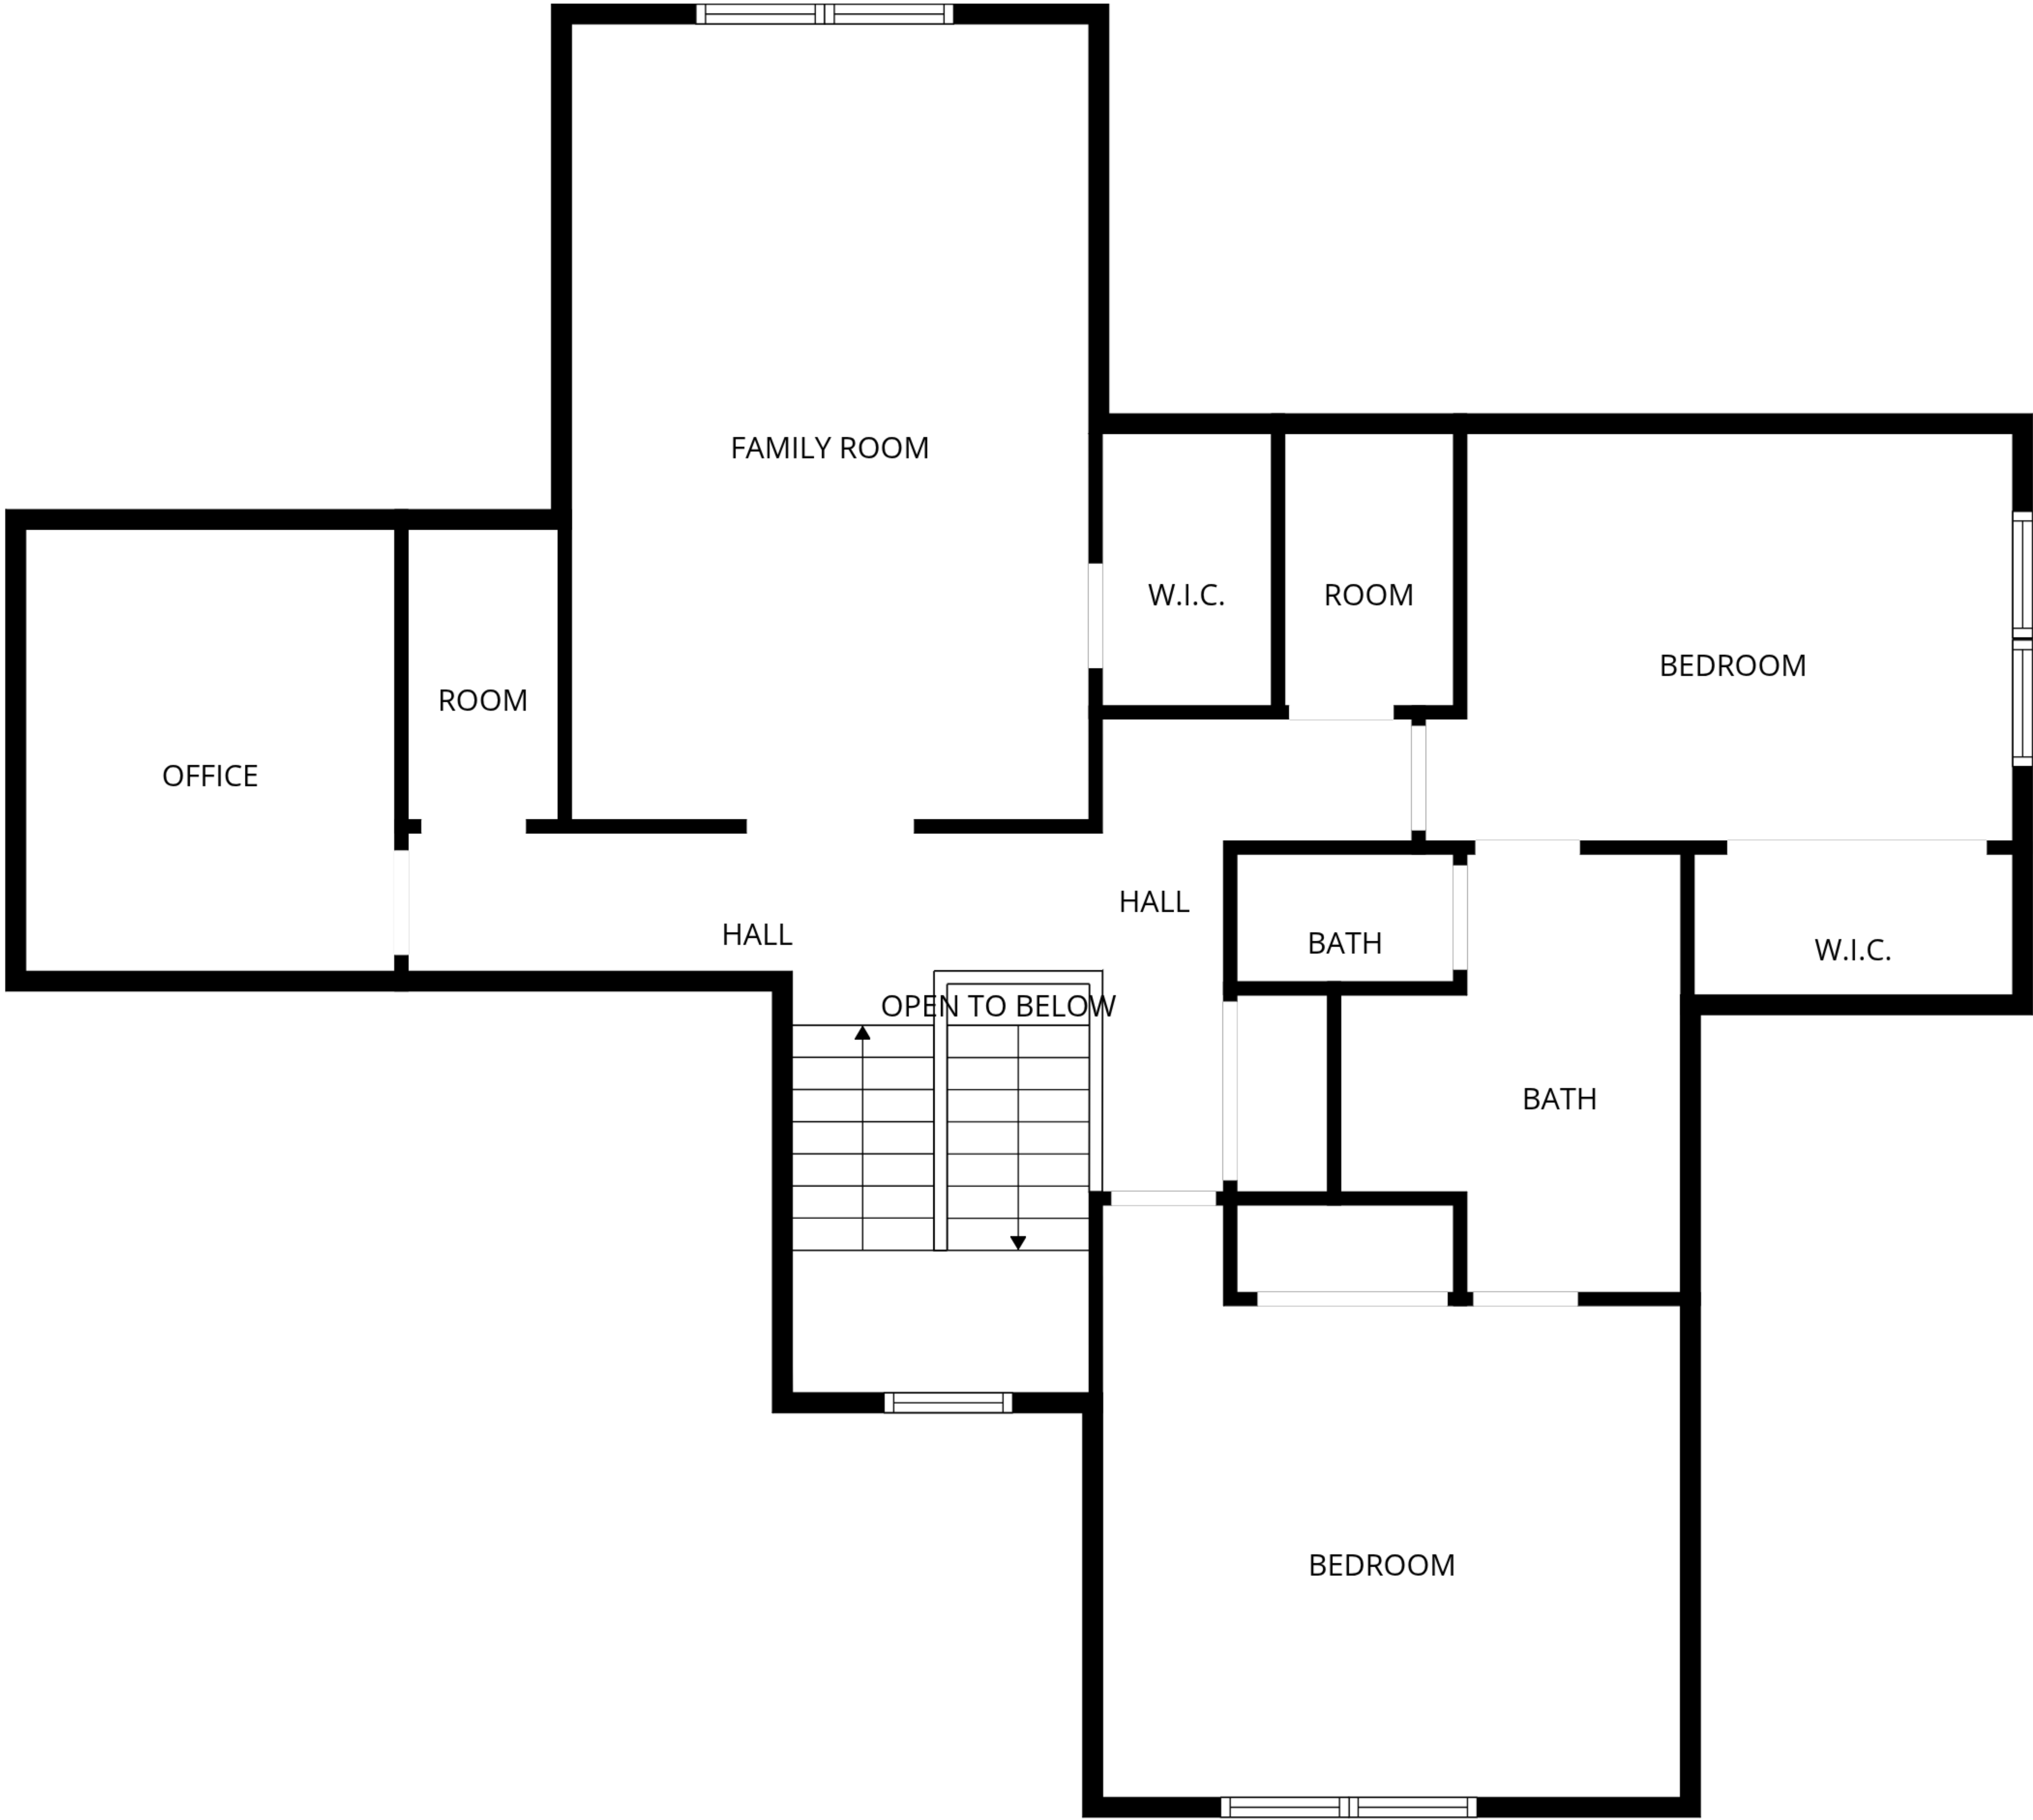 FAMILY ROOM
W.I.C.
ROOM
BEDROOM
ROOM
OFFICE
HALL
HALL
BATH
W.I.C.
OPEN TO BELOW
BATH
BEDROOM